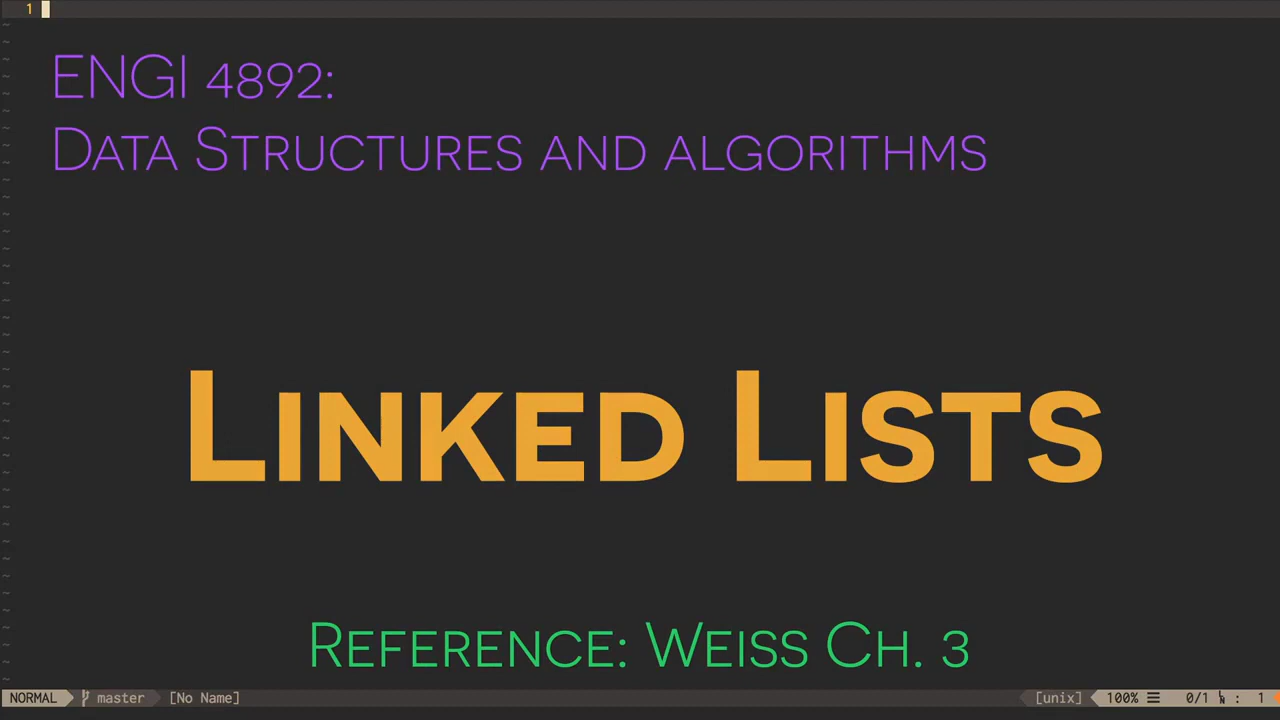 1
ENGI 4892:
Data Structures and algorithms
Linked Lists
Reference: Weiss Ch. 3
NORMAL master [No Name] [unix] 100% ☰ 0/1 : 1